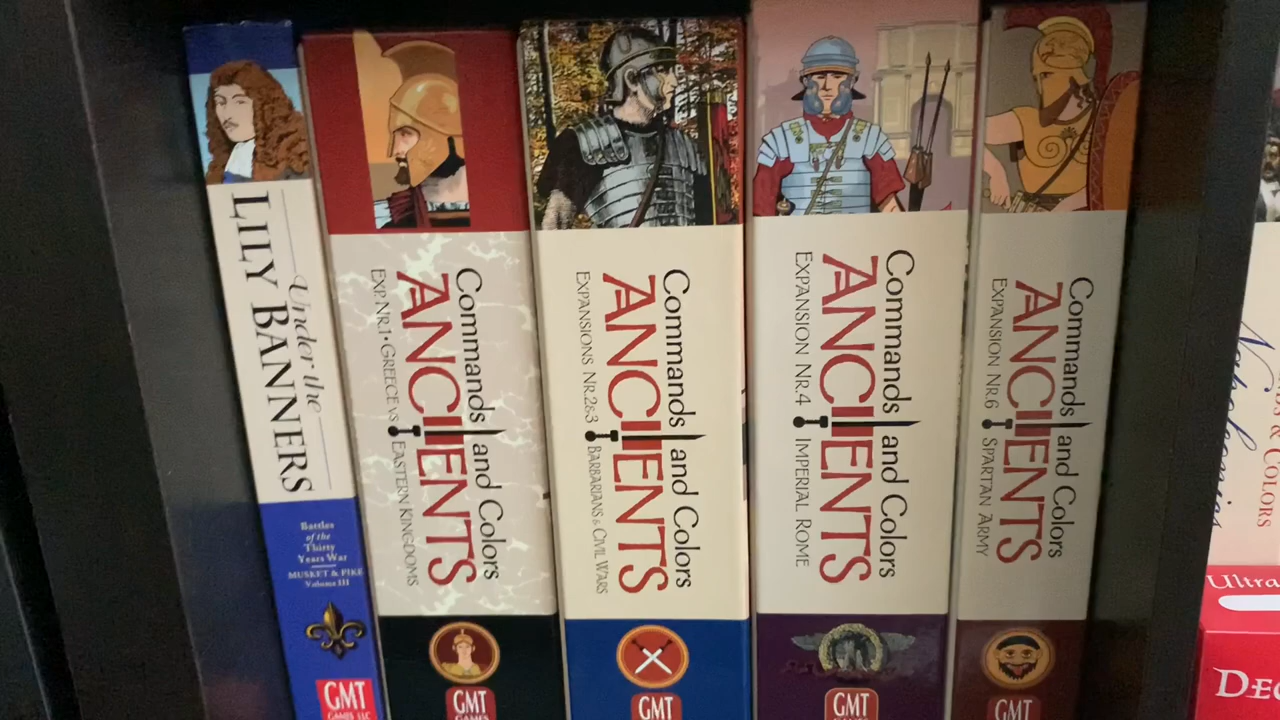 Under the
LILY BANNERS
Battles
of the
Thirty
Years War
MUSKET & PIKE
Volume III
GMT
GAMES LLC
Commands and Colors
ANCIENTS
EXP. NR.1 • GREECE VS EASTERN KINGDOMS
GMT
GAMES
Commands and Colors
ANCIENTS
EXPANSIONS NR.2&3 BARBARIANS & CIVIL WARS
GMT
Commands and Colors
ANCIENTS
EXPANSION NR.4 IMPERIAL ROME
GMT
Commands and Colors
ANCIENTS
EXPANSION NR.6 SPARTAN ARMY
GMT
& COLORS
Ultra
DEC